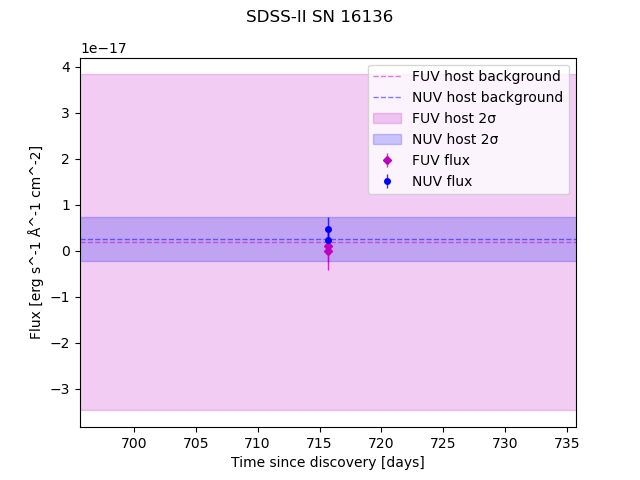 SDSS-II SN 16136
1e−17
FUV host background
NUV host background
FUV host 2σ
NUV host 2σ
FUV flux
NUV flux
4
3
2
1
0
−1
−2
−3
Flux [erg s^-1 Å^-1 cm^-2]
700
705
710
715
720
725
730
735
Time since discovery [days]